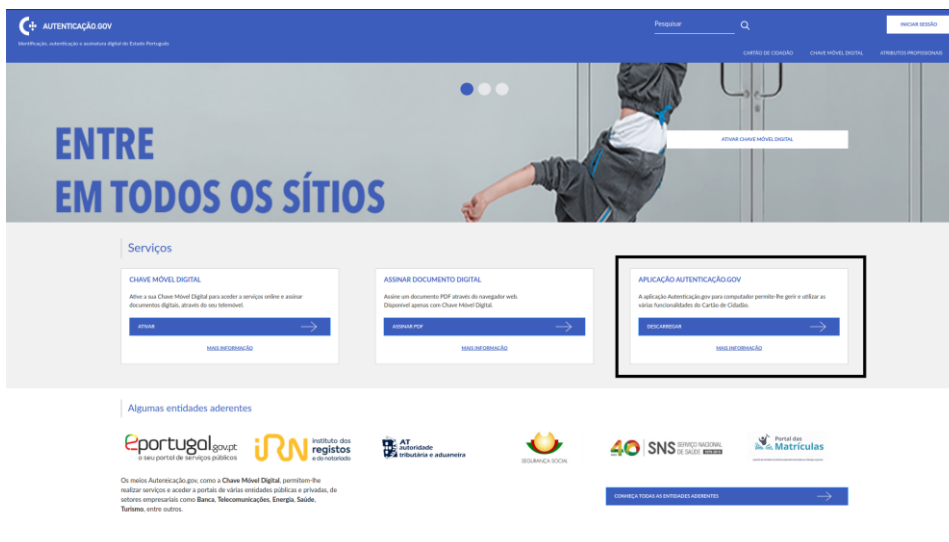 AUTENTICAÇÃO.GOV
Pesquisar
INICIAR SESSÃO
Identificação, autenticação e assinatura digital do Estado Português
CARTÃO DE CIDADÃO CHAVE MÓVEL DIGITAL ATRIBUTOS PROFISSIONAIS
ENTRE
EM TODOS OS SÍTIOS
ATIVAR CHAVE MÓVEL DIGITAL
Serviços
CHAVE MÓVEL DIGITAL
Ative a sua Chave Móvel Digital para aceder a serviços online e assinar
documentos digitais, através do seu telemóvel.
ATIVAR
MAIS INFORMAÇÃO
ASSINAR DOCUMENTO DIGITAL
Assine um documento PDF através do navegador web.
Disponível apenas com Chave Móvel Digital.
ASSINAR PDF
MAIS INFORMAÇÃO
APLICAÇÃO AUTENTICAÇÃO.GOV
A aplicação Autenticação.gov para computador permite-lhe gerir e utilizar as
várias funcionalidades do Cartão de Cidadão.
DESCARREGAR
MAIS INFORMAÇÃO
Algumas entidades aderentes
eportugal.gov.pt
o seu portal de serviços públicos
iRN instituto dos
registos
e do notariado
AT
autoridade
tributária e aduaneira
SEGURANÇA SOCIAL
40 SNS SERVIÇO NACIONAL
DE SAÚDE
Portal das
Matrículas
Os meios Autenticação.gov, como a Chave Móvel Digital, permitem-lhe
realizar serviços e aceder a portais de várias entidades públicas e privadas, de
setores empresariais como Banca, Telecomunicações, Energia, Saúde,
Turismo, entre outros.
CONHEÇA TODAS AS ENTIDADES ADERENTES